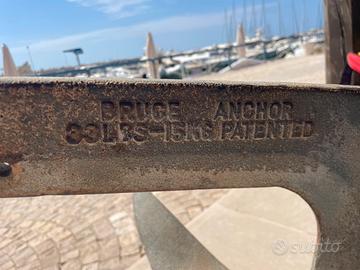 BRUCE ANCHOR
33LBS-15KG PATENTED
subito